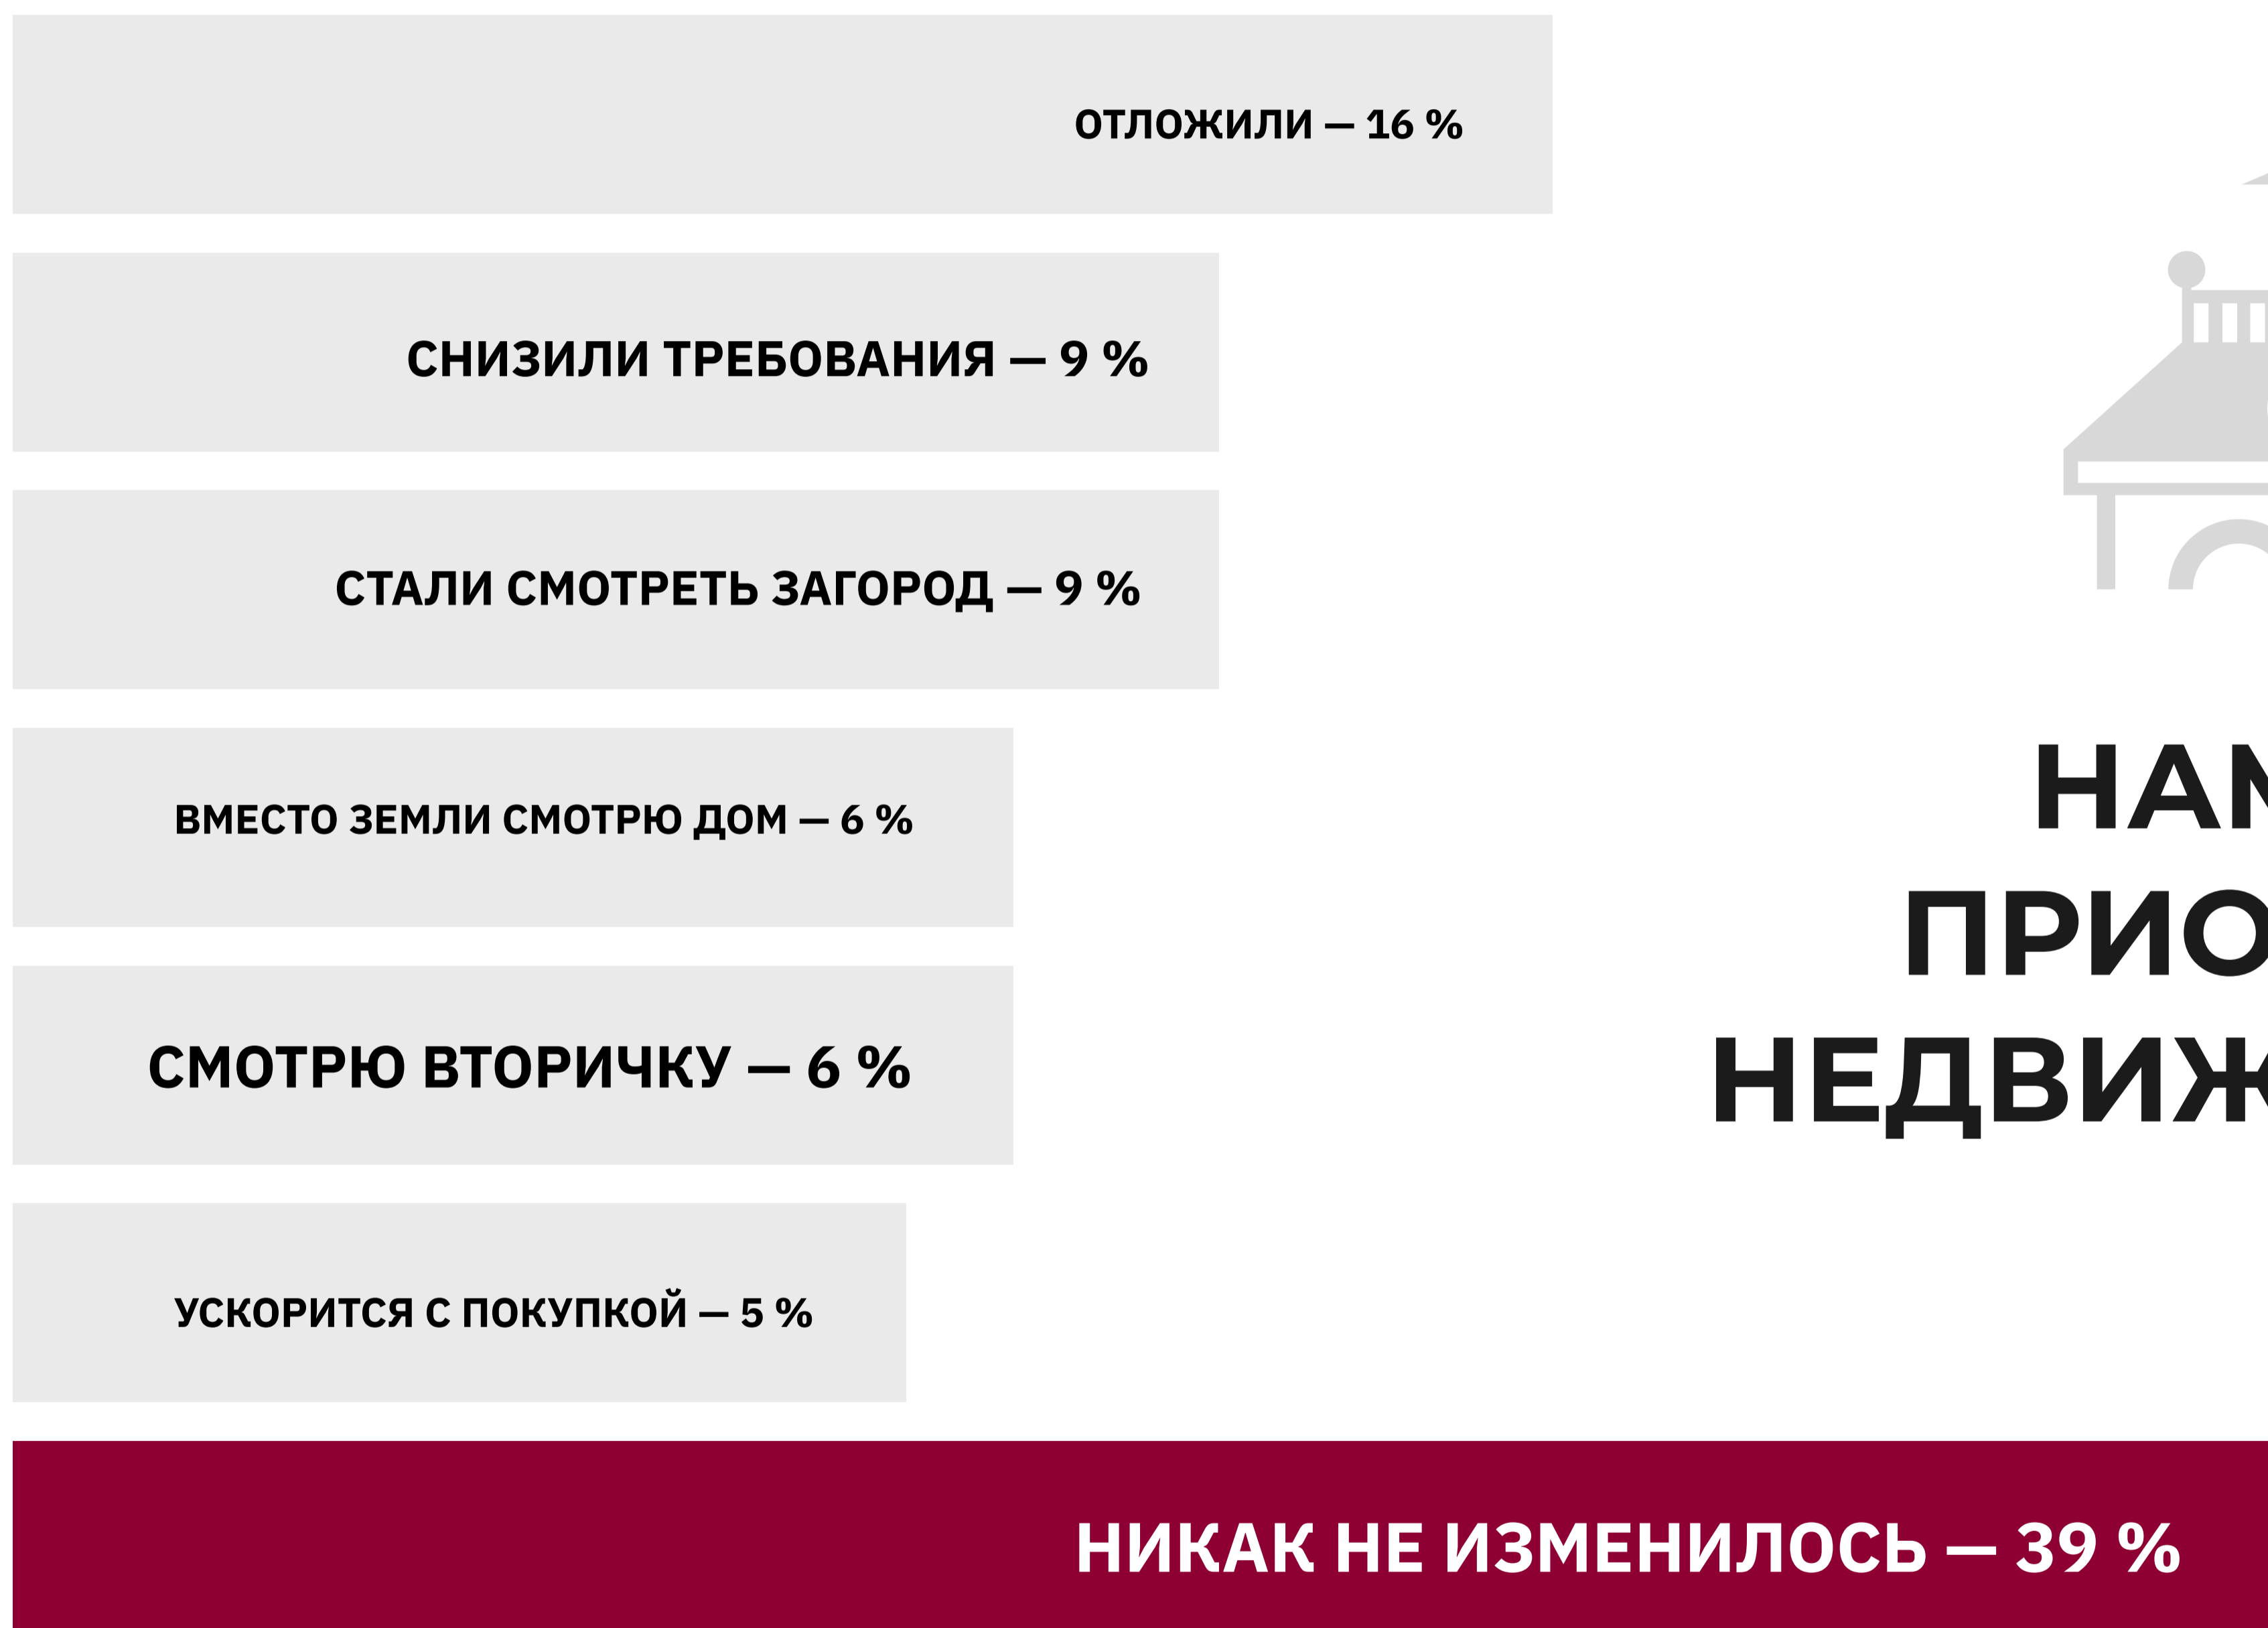 ОТЛОЖИЛИ — 16 %
СНИЗИЛИ ТРЕБОВАНИЯ — 9 %
СТАЛИ СМОТРЕТЬ ЗАГОРОД — 9 %
ВМЕСТО ЗЕМЛИ СМОТРЮ ДОМ — 6 %
СМОТРЮ ВТОРИЧКУ — 6 %
УСКОРИТСЯ С ПОКУПКОЙ — 5 %
НИКАК НЕ ИЗМЕНИЛОСЬ — 39 %